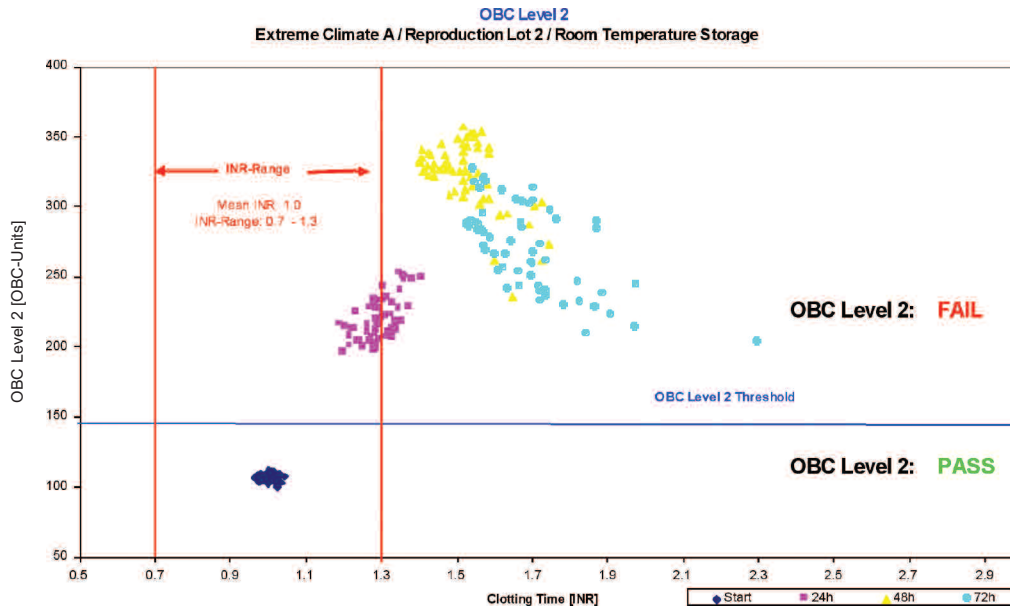 OBC Level 2
Extreme Climate A / Reproduction Lot 2 / Room Temperature Storage
OBC Level 2 [OBC-Units]
400
350
300
250
200
150
100
50
INR-Range
Mean INR: 1.0
INR-Range: 0.7 - 1.3
OBC Level 2: FAIL
OBC Level 2 Threshold
OBC Level 2: PASS
0.5 0.7 0.9 1.1 1.3 1.5 1.7 1.9 2.1 2.3 2.5 2.7 2.9
Clotting Time [INR]
Start 24h 48h 72h